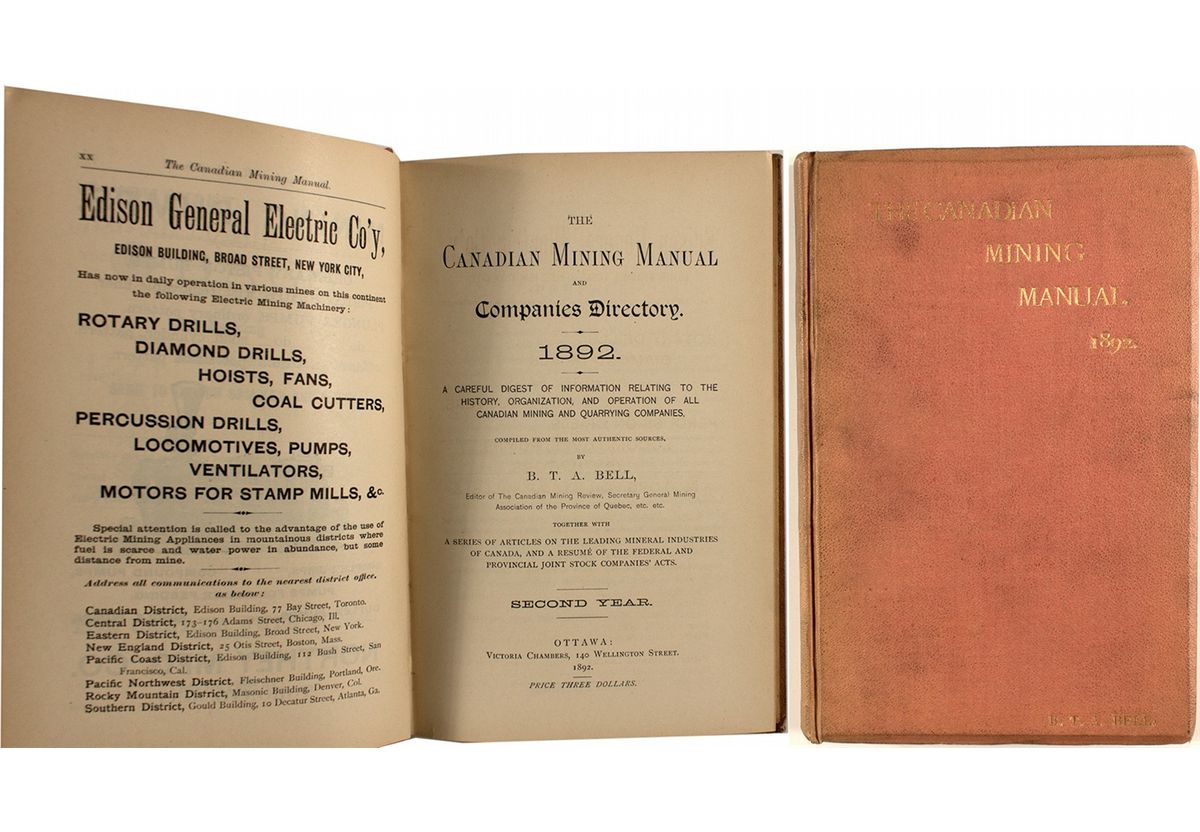 xx
The Canadian Mining Manual.
Edison General Electric Co'y,
EDISON BUILDING, BROAD STREET, NEW YORK CITY,
Has now in daily operation in various mines on this continent
the following Electric Mining Machinery:
ROTARY DRILLS,
DIAMOND DRILLS,
HOISTS, FANS,
COAL CUTTERS,
PERCUSSION DRILLS,
LOCOMOTIVES, PUMPS,
VENTILATORS,
MOTORS FOR STAMP MILLS, &c.
Special attention is called to the advantage of the use of
Electric Mining Appliances in mountainous districts where
fuel is scarce and water power in abundance, but some
distance from mine.
Address all communications to the nearest district office.
as below:
Canadian District, Edison Building, 77 Bay Street, Toronto.
Central District, 173-176 Adams Street, Chicago, Ill.
Eastern District, Edison Building, Broad Street, New York.
New England District, 25 Otis Street, Boston, Mass.
Pacific Coast District, Edison Building, 112 Bush Street, San
Francisco, Cal.
Pacific Northwest District. Fleischner Building, Portland, Ore.
Rocky Mountain District, Masonic Building, Denver, Col.
Southern District, Gould Building, 10 Decatur Street, Atlanta, Ga.
THE
CANADIAN MINING MANUAL
AND
Companies Directory.
1892.
A CAREFUL DIGEST OF INFORMATION RELATING TO THE
HISTORY, ORGANIZATION, AND OPERATION OF ALL
CANADIAN MINING AND QUARRYING COMPANIES,
COMPILED FROM THE MOST AUTHENTIC SOURCES,
BY
B. T. A. BELL,
Editor of The Canadian Mining Review, Secretary General Mining
Association of the Province of Quebec, etc. etc.
TOGETHER WITH
A SERIES OF ARTICLES ON THE LEADING MINERAL INDUSTRIES
OF CANADA, AND A RESUMÉ OF THE FEDERAL AND
PROVINCIAL JOINT STOCK COMPANIES' ACTS.
SECOND YEAR.
OTTAWA:
VICTORIA CHAMBERS, 140 WELLINGTON STREET.
1892.
PRICE THREE DOLLARS.
THE CANADIAN
MINING
MANUAL,
1892.
B. T. A. BELL.